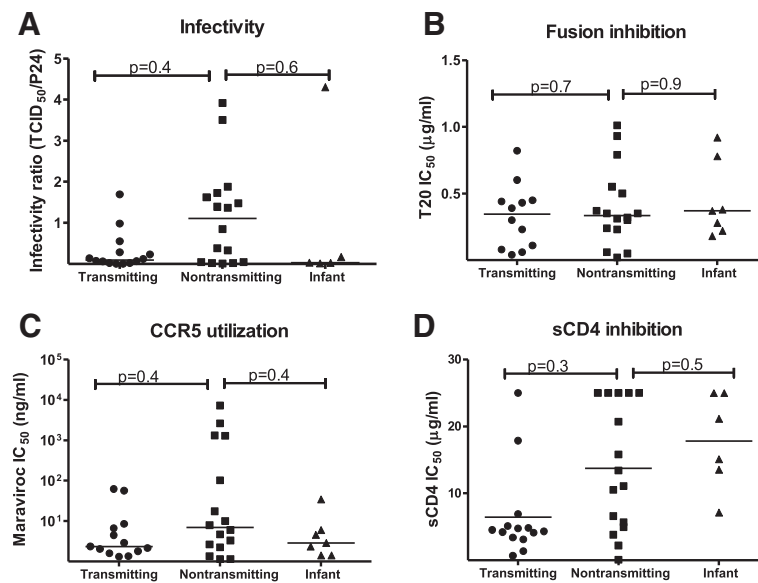 A
Infectivity
Infectivity ratio (TCID50/P24)
5
4
3
2
1
p=0.4
p=0.6
Transmitting
Nontransmitting
Infant
B
Fusion inhibition
T20 IC50 (µg/ml)
1.5
1.0
0.5
p=0.7
p=0.9
Transmitting
Nontransmitting
Infant
C
CCR5 utilization
Maraviroc IC50 (ng/ml)
10^5
10^4
10^3
10^2
10^1
p=0.4
p=0.4
Transmitting
Nontransmitting
Infant
D
sCD4 inhibition
sCD4 IC50 (µg/ml)
30
20
10
p=0.3
p=0.5
Transmitting
Nontransmitting
Infant